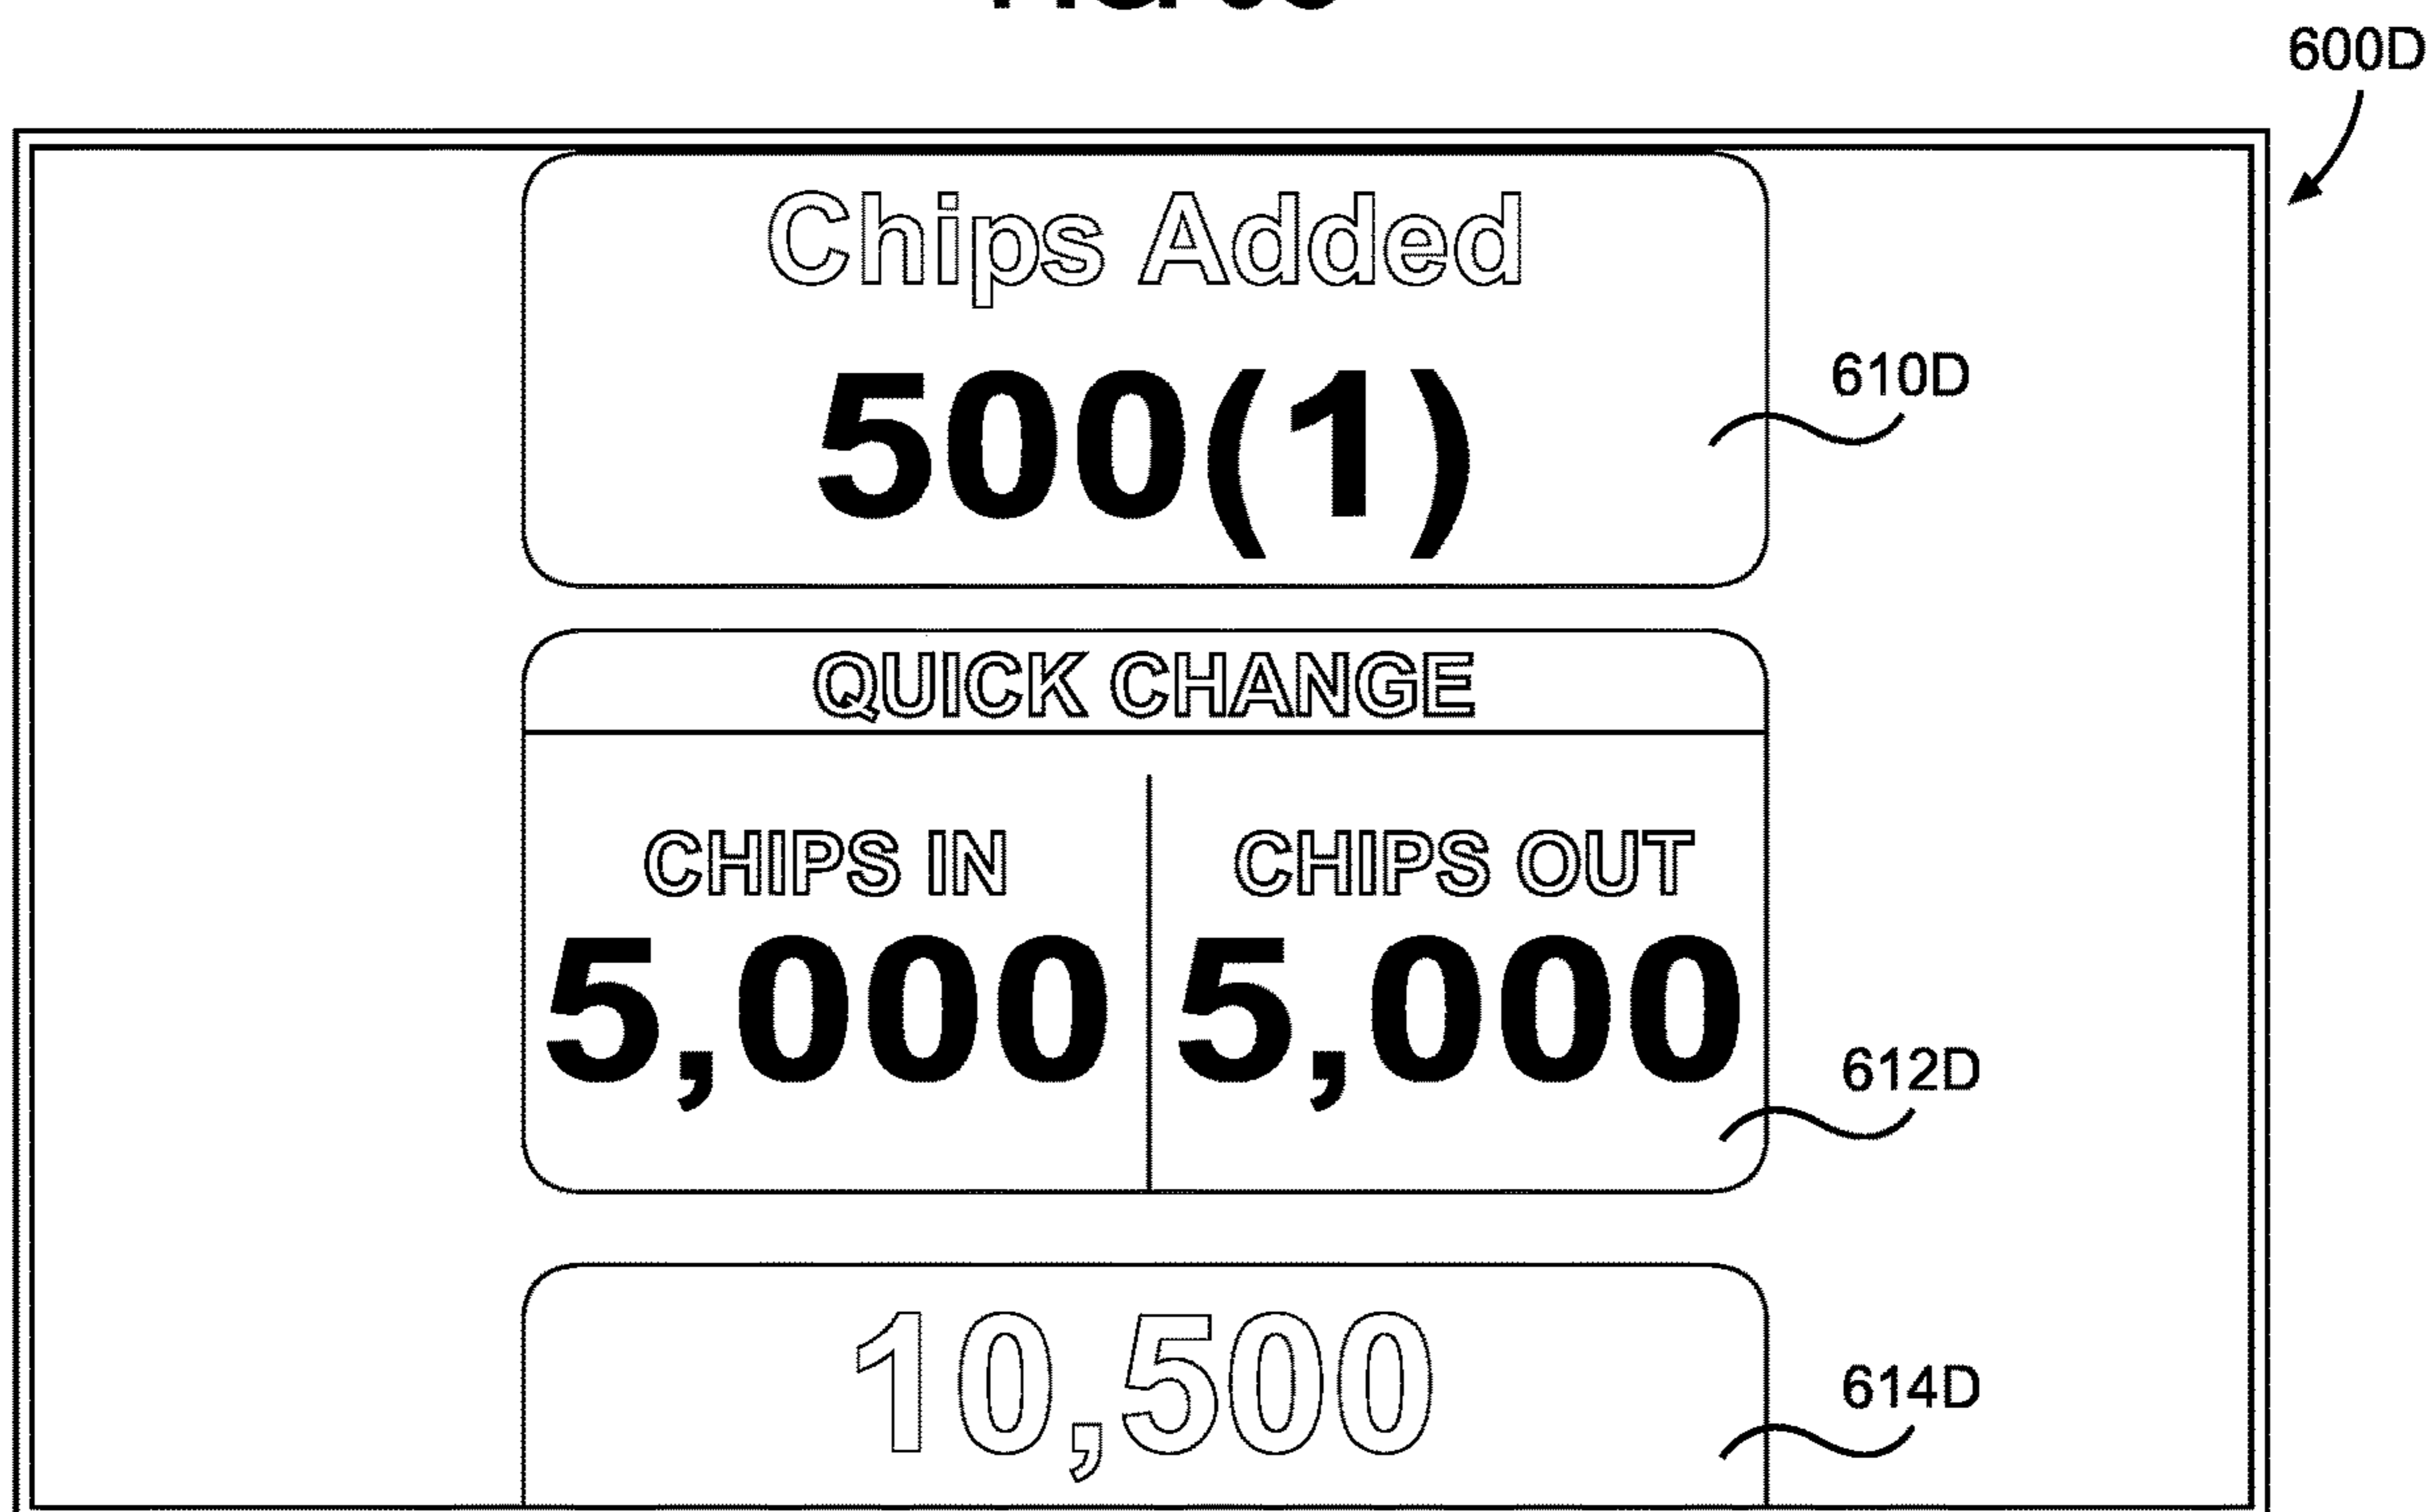 600D
Chips Added
500(1)
610D
QUICK CHANGE
CHIPS IN CHIPS OUT
5,000 5,000
612D
10,500
614D